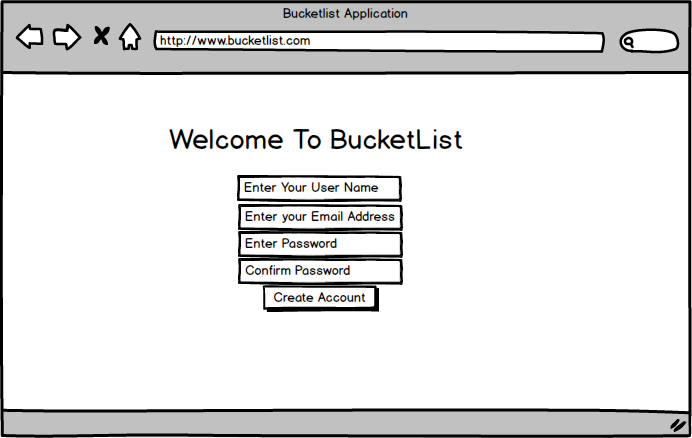 Bucketlist Application
http://www.bucketlist.com
Welcome To BucketList
Enter Your User Name
Enter your Email Address
Enter Password
Confirm Password
Create Account